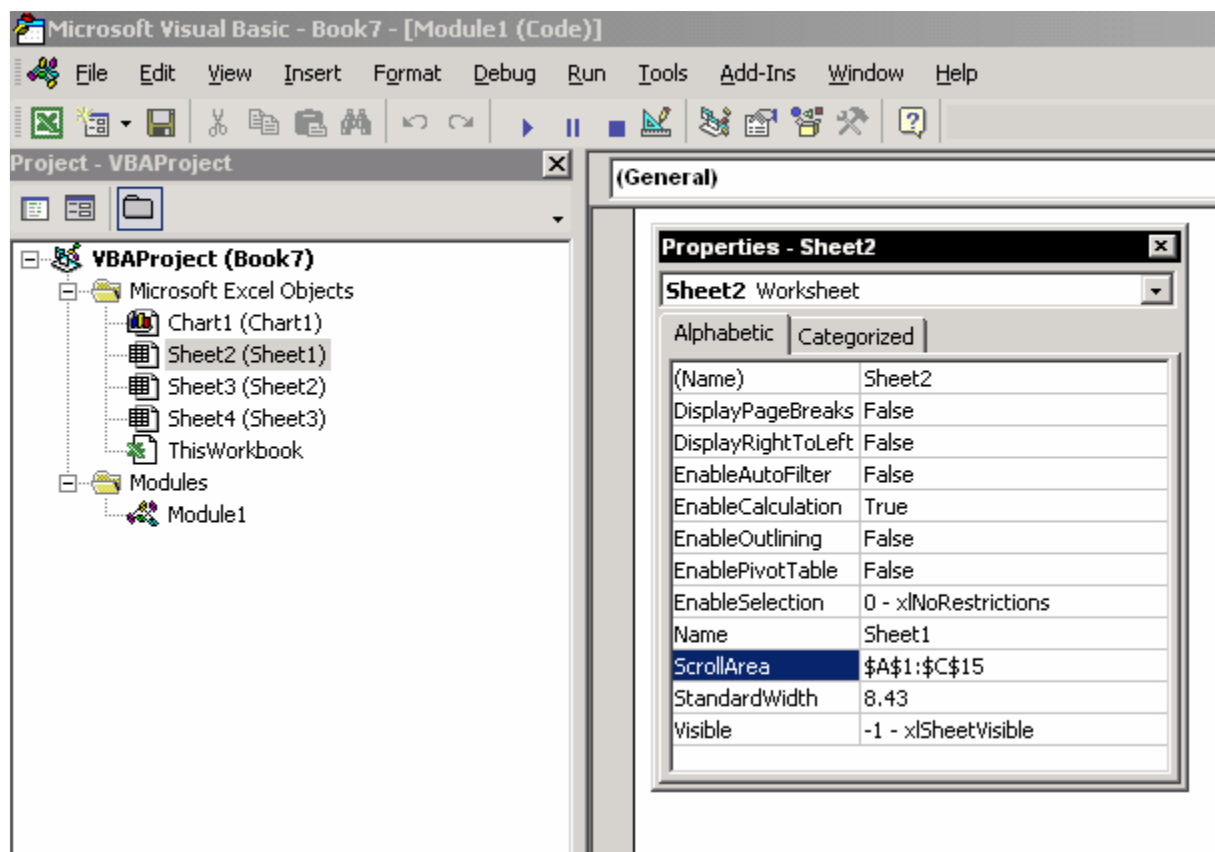 Microsoft Visual Basic - Book7 - [Module1 (Code)]
File Edit View Insert Format Debug Run Tools Add-Ins Window Help
Project - VBAProject
VBAProject (Book7)
Microsoft Excel Objects
Chart1 (Chart1)
Sheet2 (Sheet1)
Sheet3 (Sheet2)
Sheet4 (Sheet3)
ThisWorkbook
Modules
Module1
(General)
Properties - Sheet2
Sheet2 Worksheet
Alphabetic Categorized
(Name) Sheet2
DisplayPageBreaks False
DisplayRightToLeft False
EnableAutoFilter False
EnableCalculation True
EnableOutlining False
EnablePivotTable False
EnableSelection 0 - xlNoRestrictions
Name Sheet1
ScrollArea $A$1:$C$15
StandardWidth 8.43
Visible -1 - xlSheetVisible